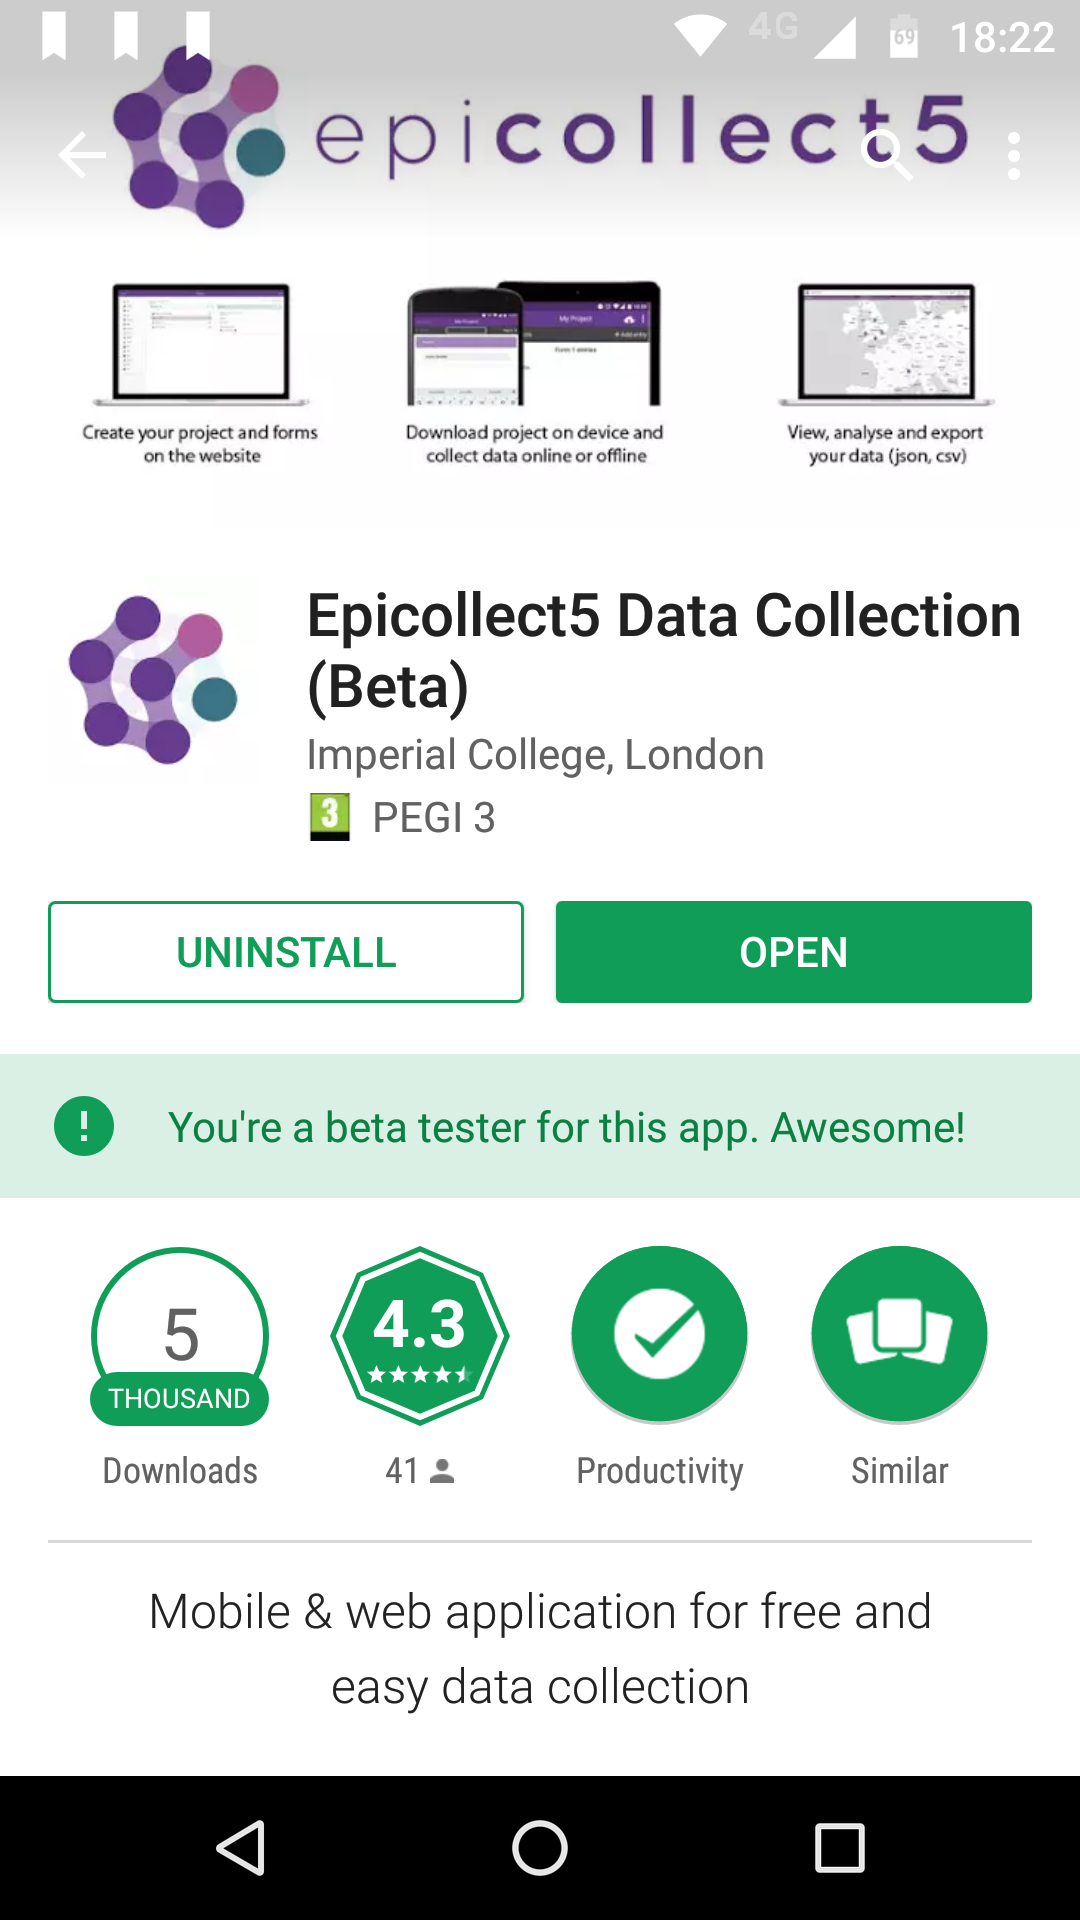 4G 69 18:22
epicollect5
My Project
Create your project and forms
on the website
Download project on device and
collect data online or offline
View, analyse and export
your data (json, csv)
Epicollect5 Data Collection
(Beta)
Imperial College, London
3 PEGI 3
UNINSTALL
OPEN
You're a beta tester for this app. Awesome!
5
THOUSAND
Downloads
4.3
41
Productivity
Similar
Mobile & web application for free and
easy data collection